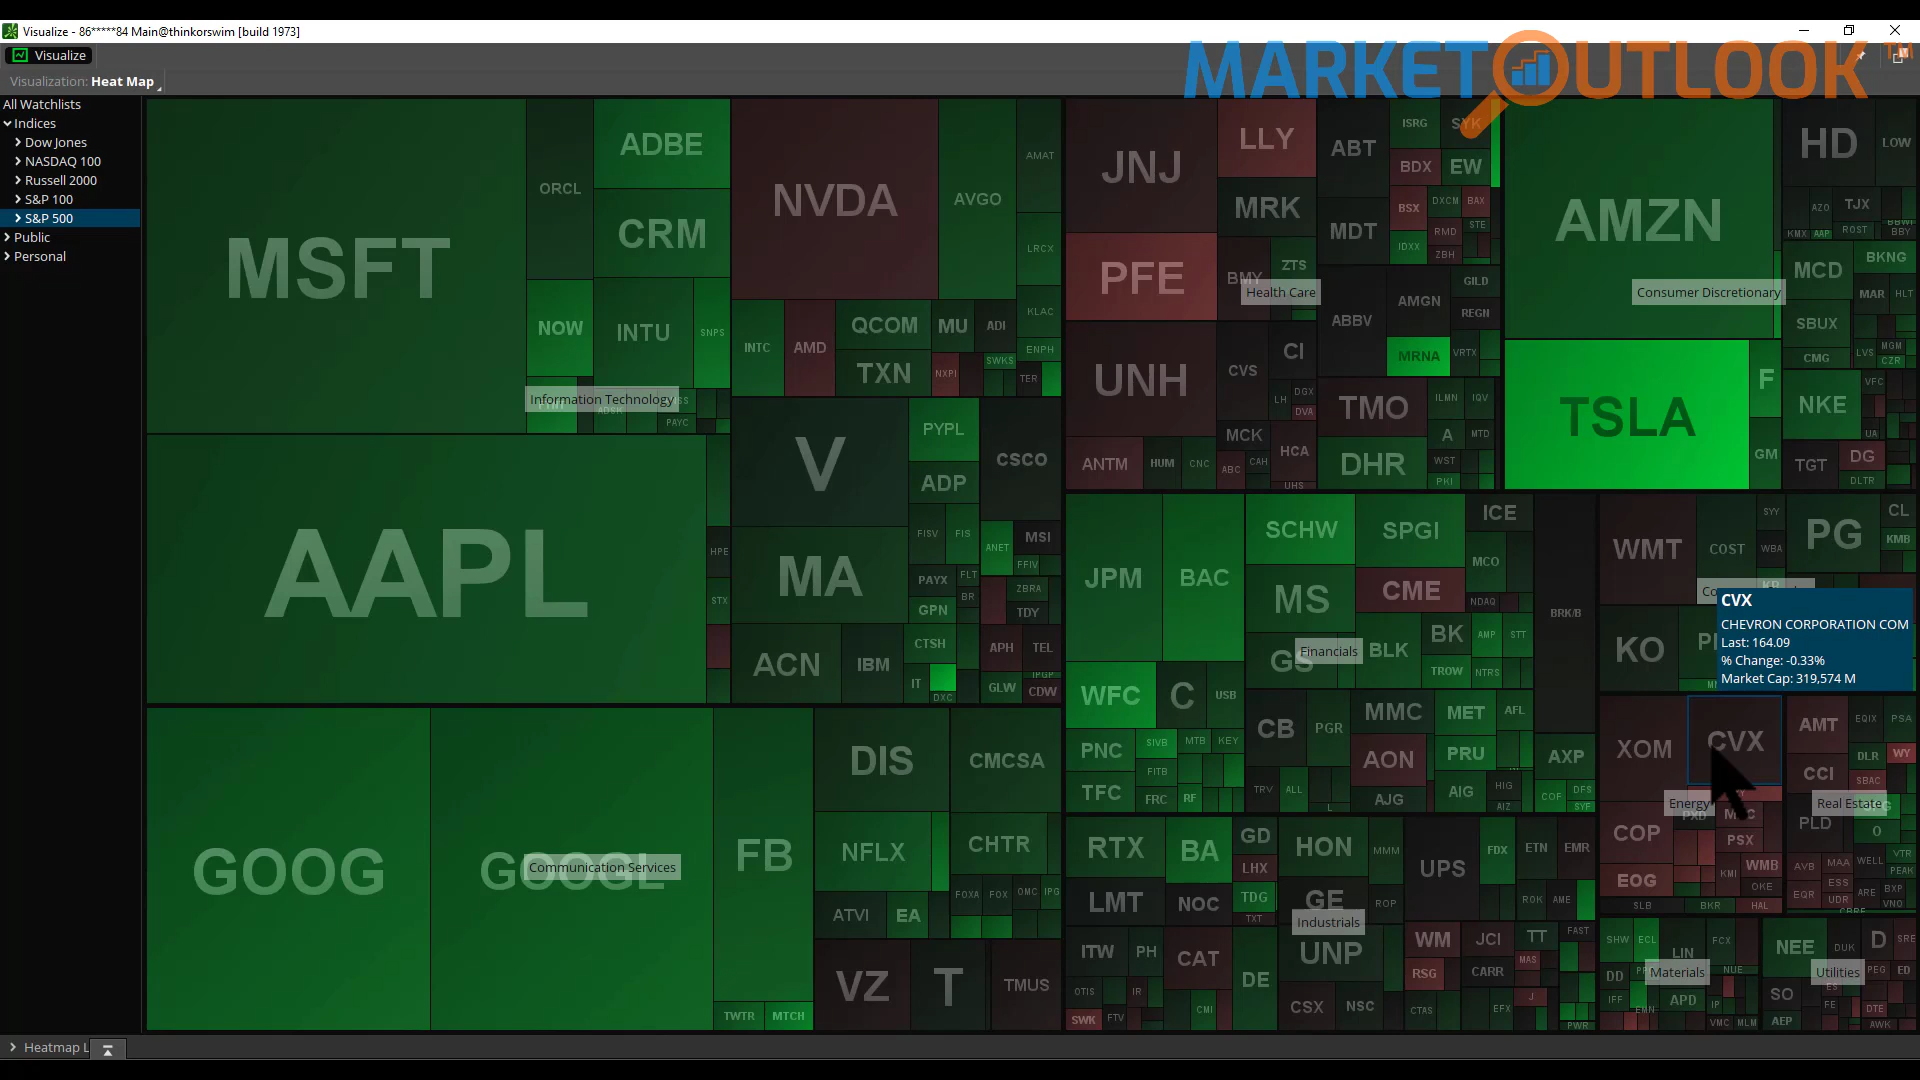 Visualize - 86*****84 Main@thinkorswim [build 1973]
Visualize
MARKETOUTLOOK™
Visualization: Heat Map
All Watchlists
Indices
Dow Jones
NASDAQ 100
Russell 2000
S&P 100
S&P 500
Public
Personal
MSFT
ORCL
ADBE
CRM
NOW
INTU
SNPS
PAYC
Information Technology
NVDA
AVGO
AMAT
LRCX
KLAC
ENPH
INTC
AMD
QCOM
MU
ADI
TXN
NXPI
SWKS
TER
AAPL
HPE
STX
V
PYPL
ADP
CSCO
MA
FISV
FIS
ANET
MSI
FFIV
PAYX
FLT
BR
ZBRA
GPN
TDY
ACN
IBM
CTSH
IT
DXC
APH
TEL
IPGP
GLW
CDW
GOOG
GOOGL
Communication Services
FB
TWTR
MTCH
DIS
CMCSA
NFLX
CHTR
ATVI
EA
FOXA
FOX
OMC
IPG
VZ
T
TMUS
JNJ
LLY
ABT
ISRG
SYK
MRK
BDX
EW
PFE
MDT
BSX
DXCM
BAX
RMD
STE
IDXX
ZBH
BMY
ZTS
Health Care
ABBV
AMGN
GILD
REGN
MRNA
VRTX
UNH
CVS
CI
LH
DGX
DVA
TMO
ILMN
IQV
MCK
HCA
A
MTD
ANTM
HUM
CNC
ABC
CAH
UHS
DHR
WST
PKI
AMZN
HD
LOW
AZO
TJX
BBWI
KMX
AAP
ROST
BBY
MCD
BKNG
Consumer Discretionary
MAR
HLT
SBUX
CMG
LVS
MGM
CZR
TSLA
F
GM
NKE
VFC
UA
TGT
DG
DLTR
JPM
BAC
SCHW
SPGI
ICE
MS
CME
MCO
NDAQ
BRK/B
GS
Financials
BLK
BK
AMP
STT
TROW
NTRS
WFC
C
USB
CB
PGR
MMC
MET
AFL
PNC
SIVB
MTB
KEY
AON
PRU
AXP
FITB
TFC
FRC
RF
TRV
ALL
L
AJG
AIG
HIG
AIZ
COF
DFS
SYF
WMT
COST
SYY
WBA
PG
CL
KMB
KO
CVX
CHEVRON CORPORATION COM
Last: 164.09
% Change: -0.33%
Market Cap: 319,574 M
XOM
CVX
AMT
EQIX
PSA
CCI
DLR
WY
SBAC
Energy
Real Estate
COP
PXD
PSX
PLD
O
EOG
KMI
WMB
OKE
SLB
BKR
HAL
AVB
MAA
WELL
VTR
PEAK
EQR
ESS
UDR
ARE
BXP
VNO
CBRE
RTX
BA
GD
LHX
HON
MMM
UPS
FDX
ETN
EMR
LMT
NOC
TDG
TXT
GE
ROP
ROK
AME
Industrials
ITW
PH
CAT
DE
UNP
WM
JCI
TT
FAST
RSG
CARR
MAS
OTIS
IR
SWK
FTV
CMI
CSX
NSC
CTAS
EFX
J
PWR
SHW
ECL
LIN
FCX
NUE
DD
Materials
IFF
EMN
APD
IP
VMC
MLM
NEE
DUK
D
SRE
Utilities
PEG
ED
SO
ES
FE
DTE
AEP
AWK
Heatmap L